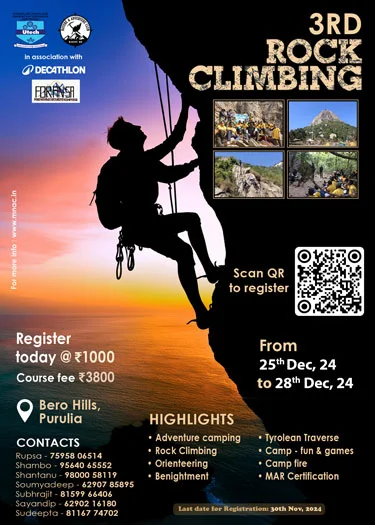 Utech
In association with
DECATHLON
3RD
ROCK
CLIMBING
For more info : www.mnac.in
Scan QR
to register
Register
today @ ₹1000
Course fee ₹3800
From
25th Dec, 24
to 28th Dec, 24
Bero Hills,
Purulia
CONTACTS
Rupsa - 75958 06514
Shambo - 95640 65552
Shantanu - 98000 58119
Soumyadeep - 62907 85895
Subhrajit - 81599 66406
Sayandip - 62902 16180
Sudeepta - 81167 74702
HIGHLIGHTS
• Adventure camping
• Rock Climbing
• Orienteering
• Benightment
• Tyrolean Traverse
• Camp - fun & games
• Camp fire
• MAR Certification
Last date for Registration: 30th Nov, 2024